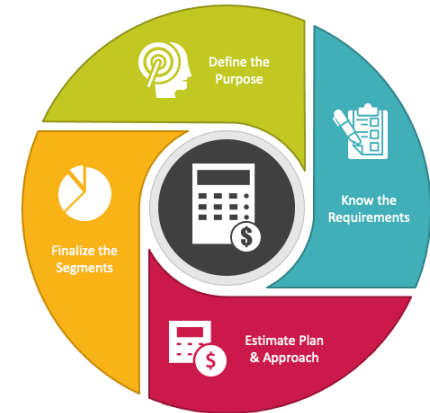 Define the
Purpose
Know the
Requirements
Estimate Plan
& Approach
Finalize the
Segments
$
$